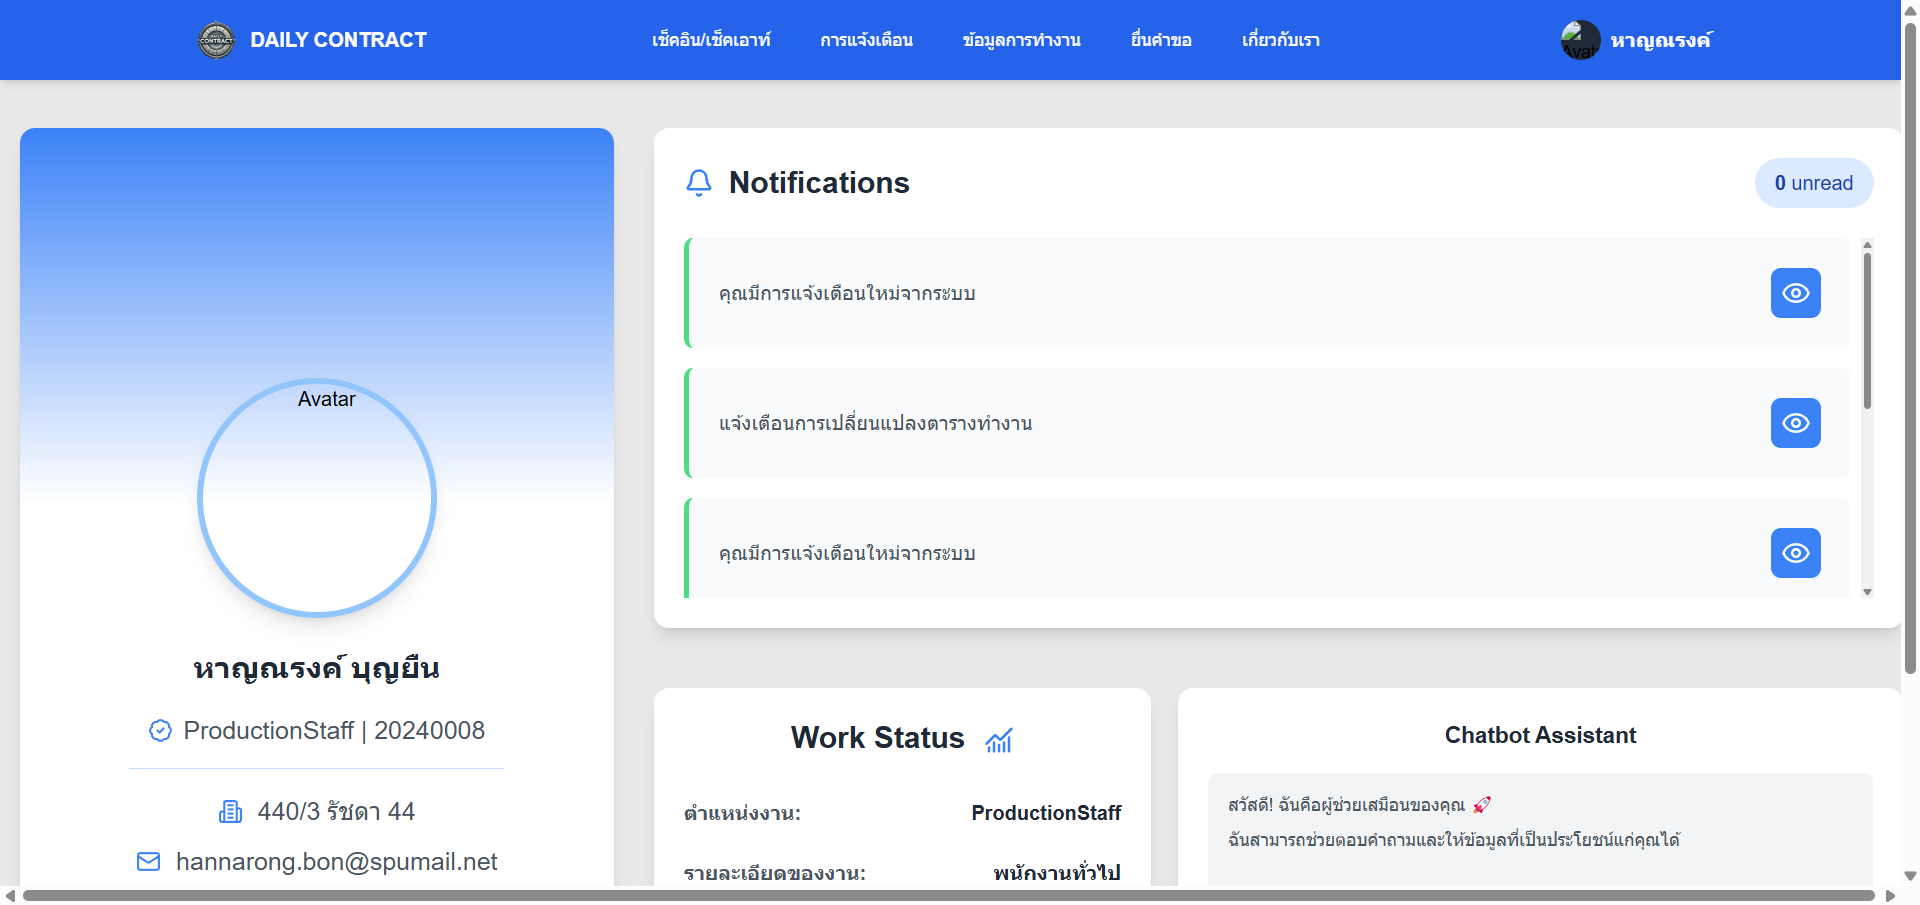 DAILY CONTRACT
เช็คอิน/เช็คเอาท์
การแจ้งเตือน
ข้อมูลการทำงาน
ยื่นคำขอ
เกี่ยวกับเรา
หาญณรงค์
Avatar
หาญณรงค์ บุญยืน
ProductionStaff | 20240008
440/3 รัชดา 44
hannarong.bon@spumail.net
Notifications
0 unread
คุณมีการแจ้งเตือนใหม่จากระบบ
แจ้งเตือนการเปลี่ยนแปลงตารางทำงาน
คุณมีการแจ้งเตือนใหม่จากระบบ
Work Status
ตำแหน่งงาน: ProductionStaff
รายละเอียดของงาน: พนักงานทั่วไป
Chatbot Assistant
สวัสดี! ฉันคือผู้ช่วยเสมือนของคุณ 🚀
ฉันสามารถช่วยตอบคำถามและให้ข้อมูลที่เป็นประโยชน์แก่คุณได้